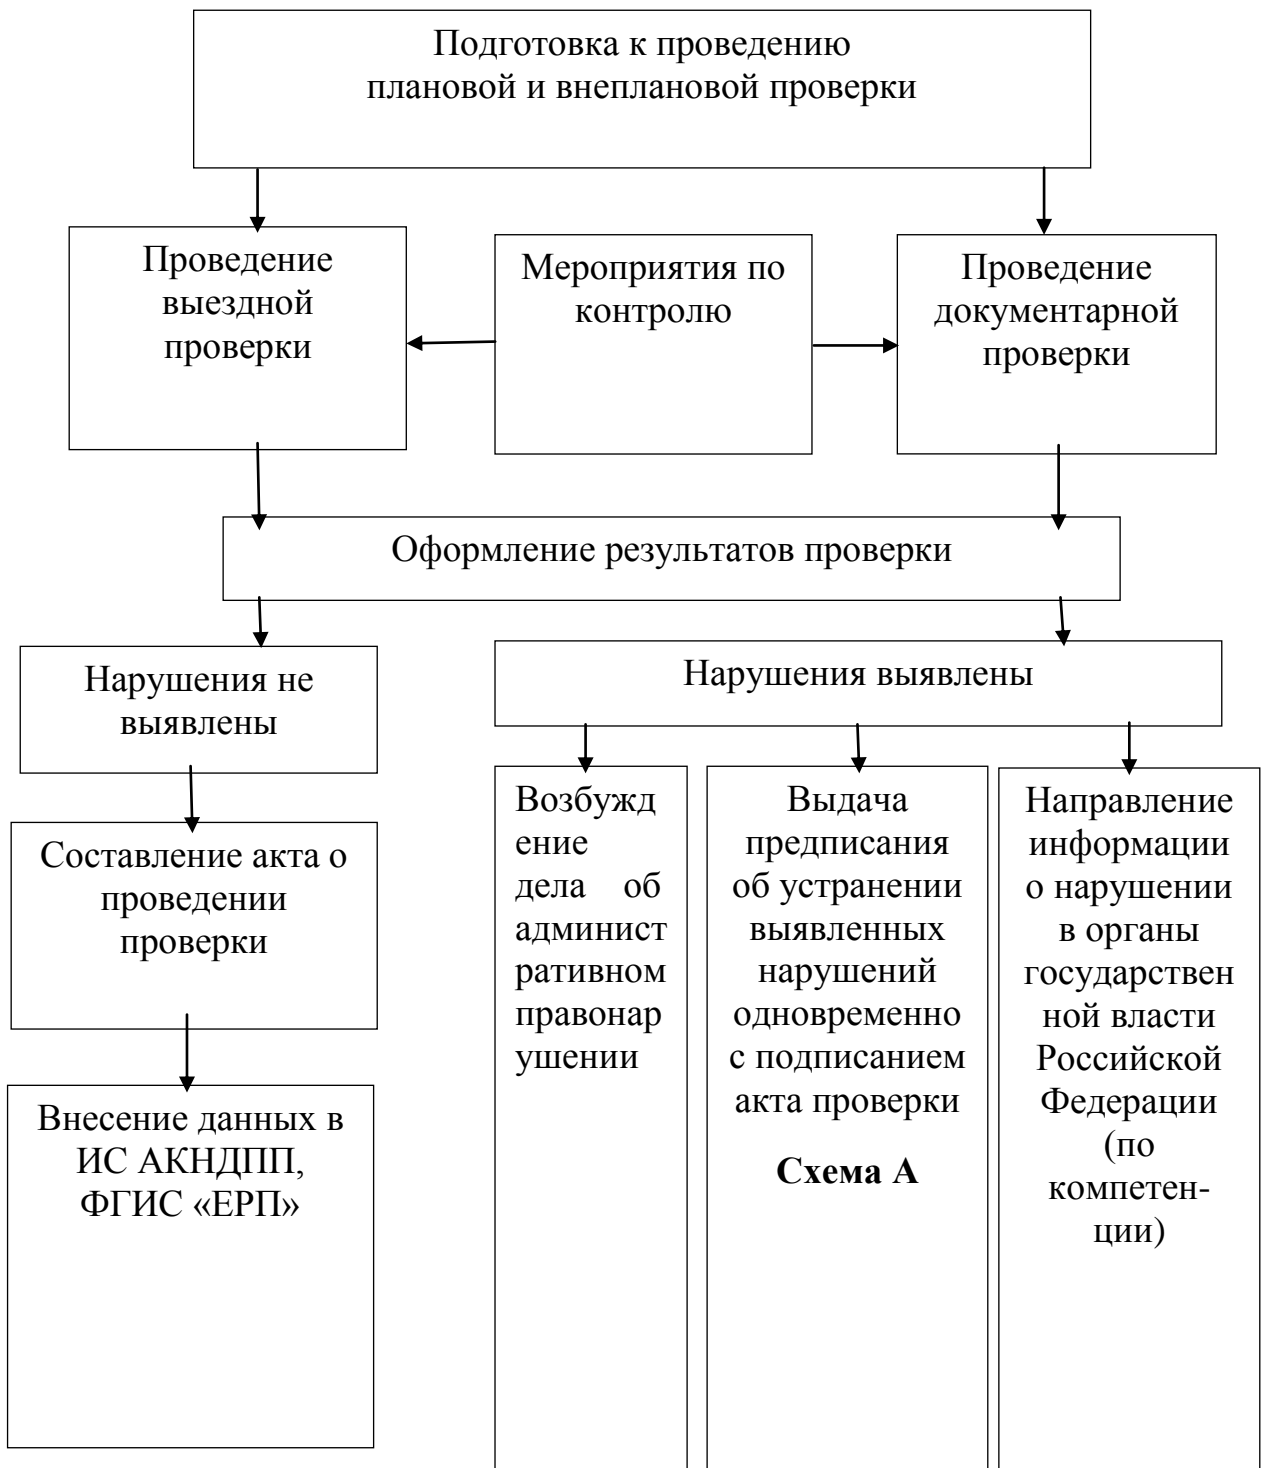 Подготовка к проведению
плановой и внеплановой проверки
Проведение
выездной
проверки
Мероприятия по
контролю
Проведение
документарной
проверки
Оформление результатов проверки
Нарушения не
выявлены
Нарушения выявлены
Составление акта о
проведении
проверки
Внесение данных в
ИС АКНДПП,
ФГИС «ЕРП»
Возбужд
ение
дела об
админист
ративном
правонар
ушении
Выдача
предписания
об устранении
выявленных
нарушений
одновременно
с подписанием
акта проверки
Схема А
Направление
информации
о нарушении
в органы
государствен
ной власти
Российской
Федерации
(по
компетен-
ции)